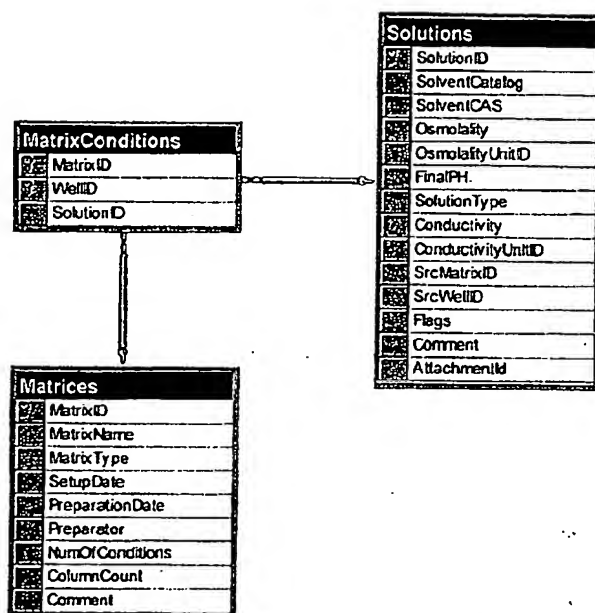 MatrixConditions
MatrixID
WellID
SolutionID
Solutions
SolutionID
SolventCatalog
SolventCAS
Osmolality
OsmolalityUnitID
FinalPH.
SolutionType
Conductivity
ConductivityUnitID
SrcMatrixID
SrcWellID
Flags
Comment
AttachmentId
Matrices
MatrixID
MatrixName
MatrixType
SetupDate
PreparationDate
Preparator
NumOfConditions
ColumnCount
Comment